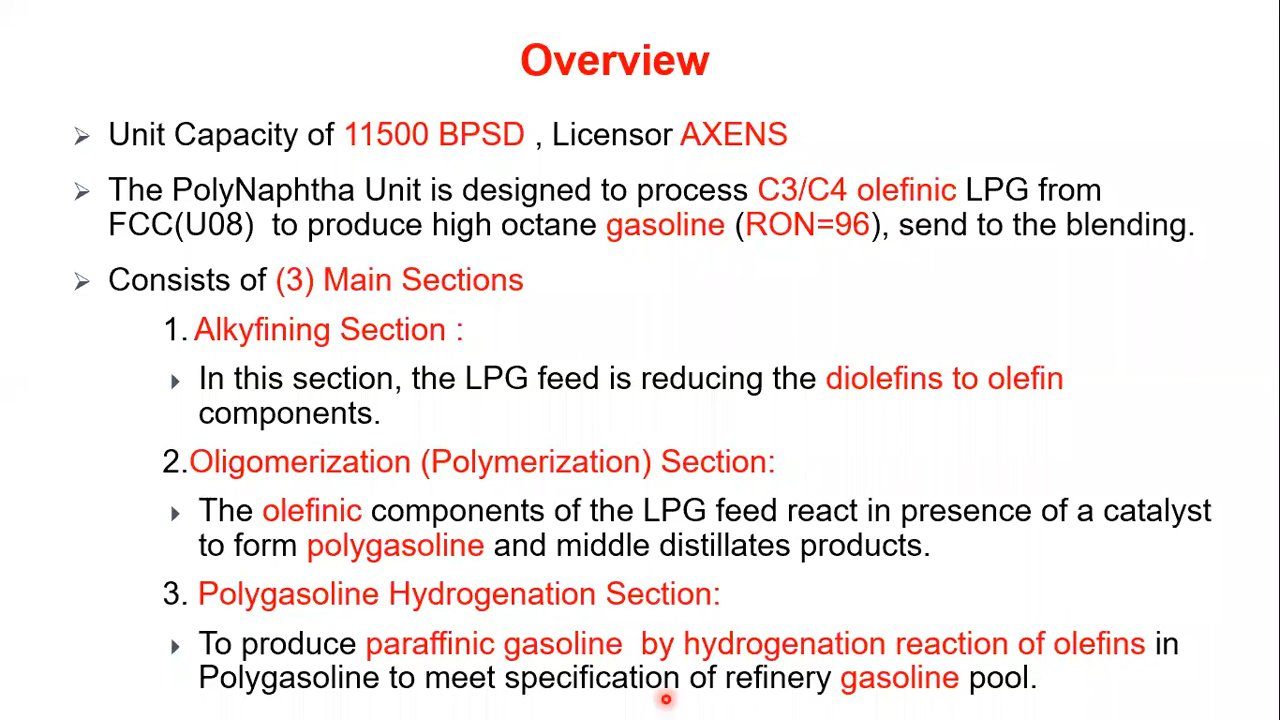 Overview
Unit Capacity of 11500 BPSD , Licensor AXENS
The PolyNaphtha Unit is designed to process C3/C4 olefinic LPG from
FCC(U08) to produce high octane gasoline (RON=96), send to the blending.
Consists of (3) Main Sections
1. Alkyfining Section :
In this section, the LPG feed is reducing the diolefins to olefin
components.
2.Oligomerization (Polymerization) Section:
The olefinic components of the LPG feed react in presence of a catalyst
to form polygasoline and middle distillates products.
3. Polygasoline Hydrogenation Section:
To produce paraffinic gasoline by hydrogenation reaction of olefins in
Polygasoline to meet specification of refinery gasoline pool.